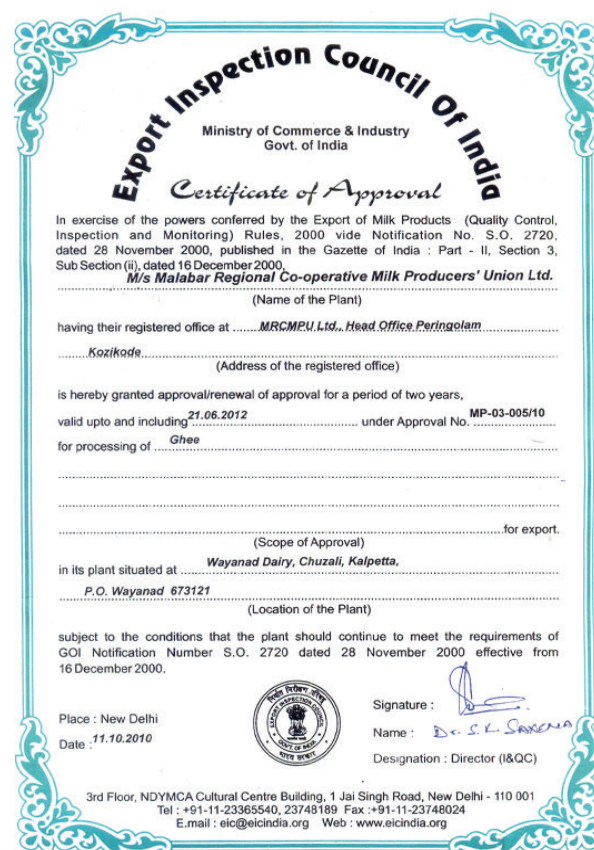 Export Inspection Council Of India
Ministry of Commerce & Industry
Govt. of India
Certificate of Approval
In exercise of the powers conferred by the Export of Milk Products (Quality Control,
Inspection and Monitoring) Rules, 2000 vide Notification No. S.O. 2720,
dated 28 November 2000, published in the Gazette of India : Part - II, Section 3,
Sub Section (ii), dated 16 December 2000,
M/s Malabar Regional Co-operative Milk Producers' Union Ltd.
(Name of the Plant)
having their registered office at MRCMPU Ltd., Head Office Peringolam
Kozikode
(Address of the registered office)
is hereby granted approval/renewal of approval for a period of two years,
valid upto and including 21.06.2012 under Approval No. MP-03-005/10
for processing of Ghee
for export.
(Scope of Approval)
in its plant situated at Wayanad Dairy, Chuzali, Kalpetta,
P.O. Wayanad 673121
(Location of the Plant)
subject to the conditions that the plant should continue to meet the requirements of
GOI Notification Number S.O. 2720 dated 28 November 2000 effective from
16 December 2000.
Place : New Delhi
Date : 11.10.2010
निर्यात निरीक्षण परिषद्
EXPORT INSPECTION COUNCIL
GOVT. OF INDIA
भारत सरकार
Signature :
Name : Dr. S.K. SAXENA
Designation : Director (I&QC)
3rd Floor, NDYMCA Cultural Centre Building, 1 Jai Singh Road, New Delhi - 110 001
Tel : +91-11-23365540, 23748189 Fax :+91-11-23748024
E.mail : eic@eicindia.org Web : www.eicindia.org